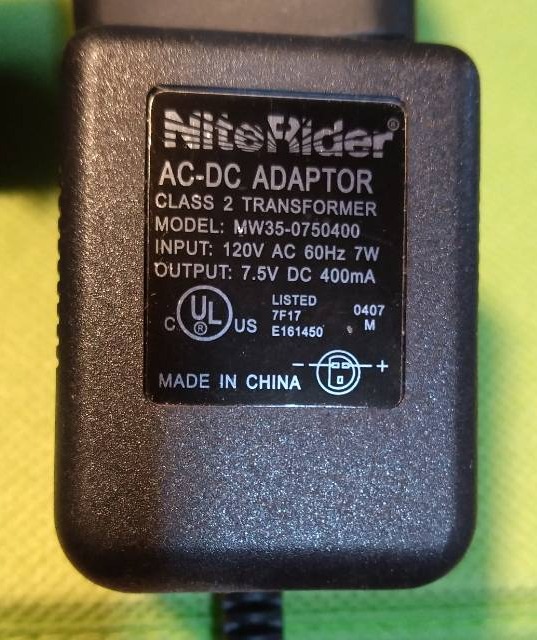 NiteRider®
AC-DC ADAPTOR
CLASS 2 TRANSFORMER
MODEL: MW35-0750400
INPUT: 120V AC 60Hz 7W
OUTPUT: 7.5V DC 400mA
C UL® US
LISTED
7F17
E161450
0407
M
MADE IN CHINA
- +